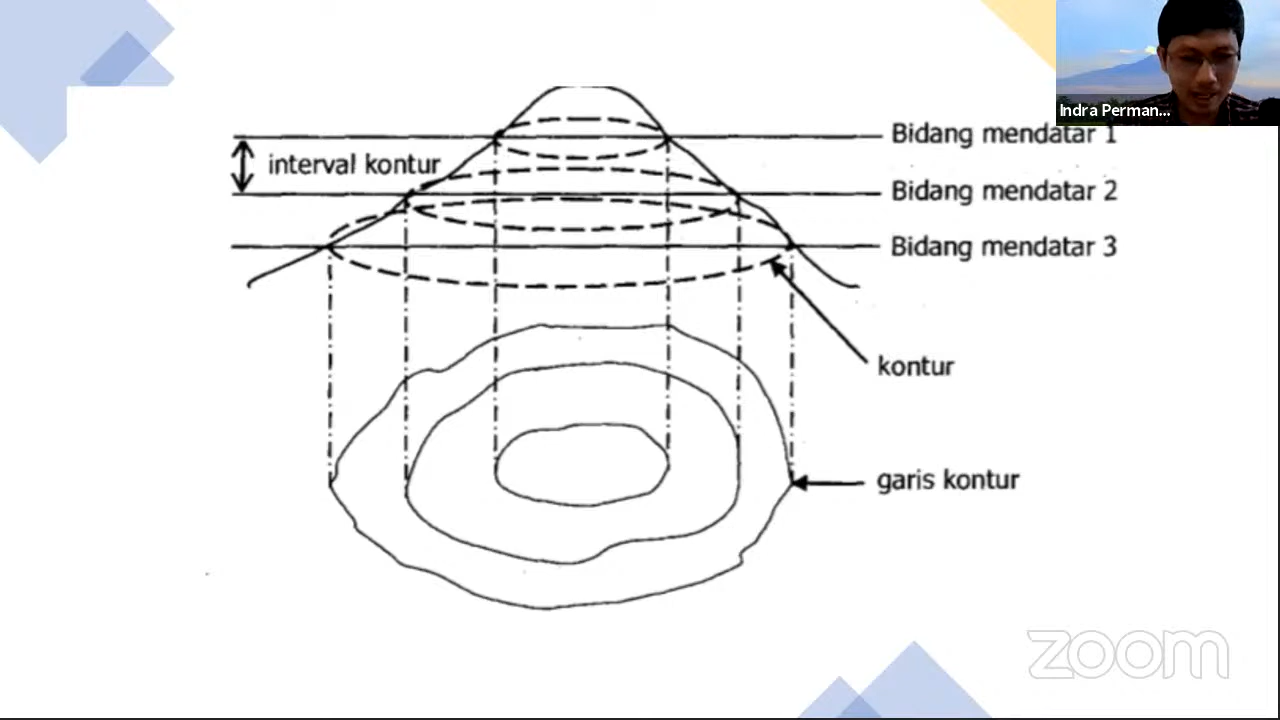 Indra Perman...
Bidang mendatar 1
interval kontur
Bidang mendatar 2
Bidang mendatar 3
kontur
garis kontur
zoom